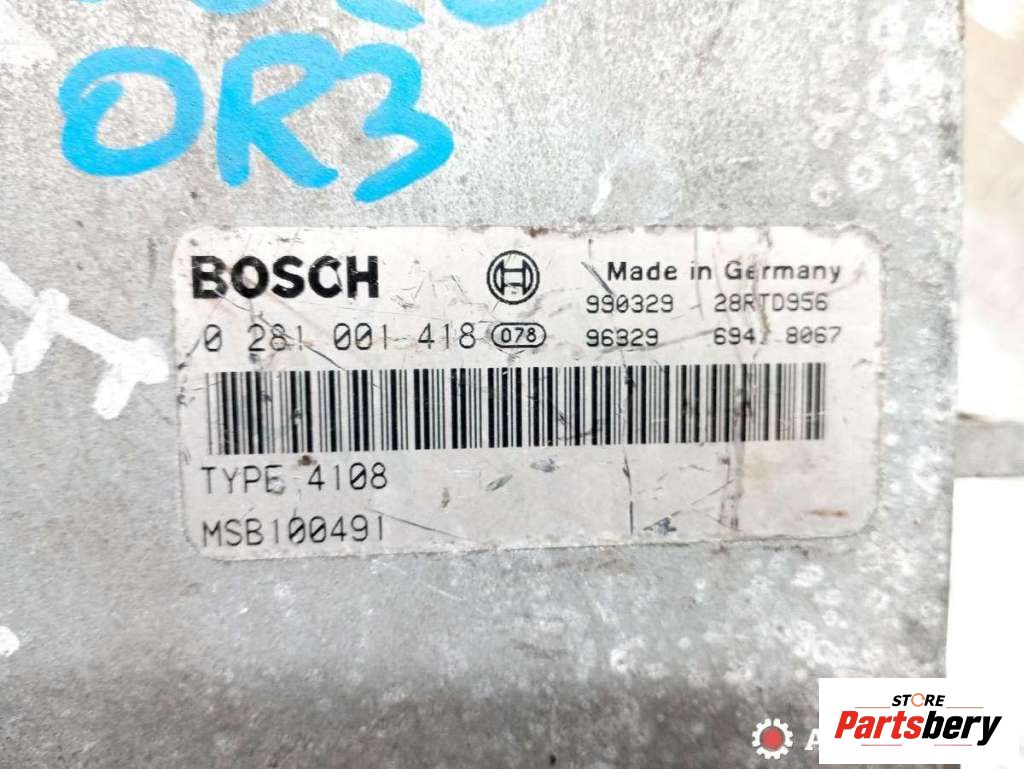 OR3
BOSCH
Made in Germany
990329 28RTD956
0 281 001 418 078 96329 694 8067
TYPE 4108
MSB100491
STORE
Partsbery